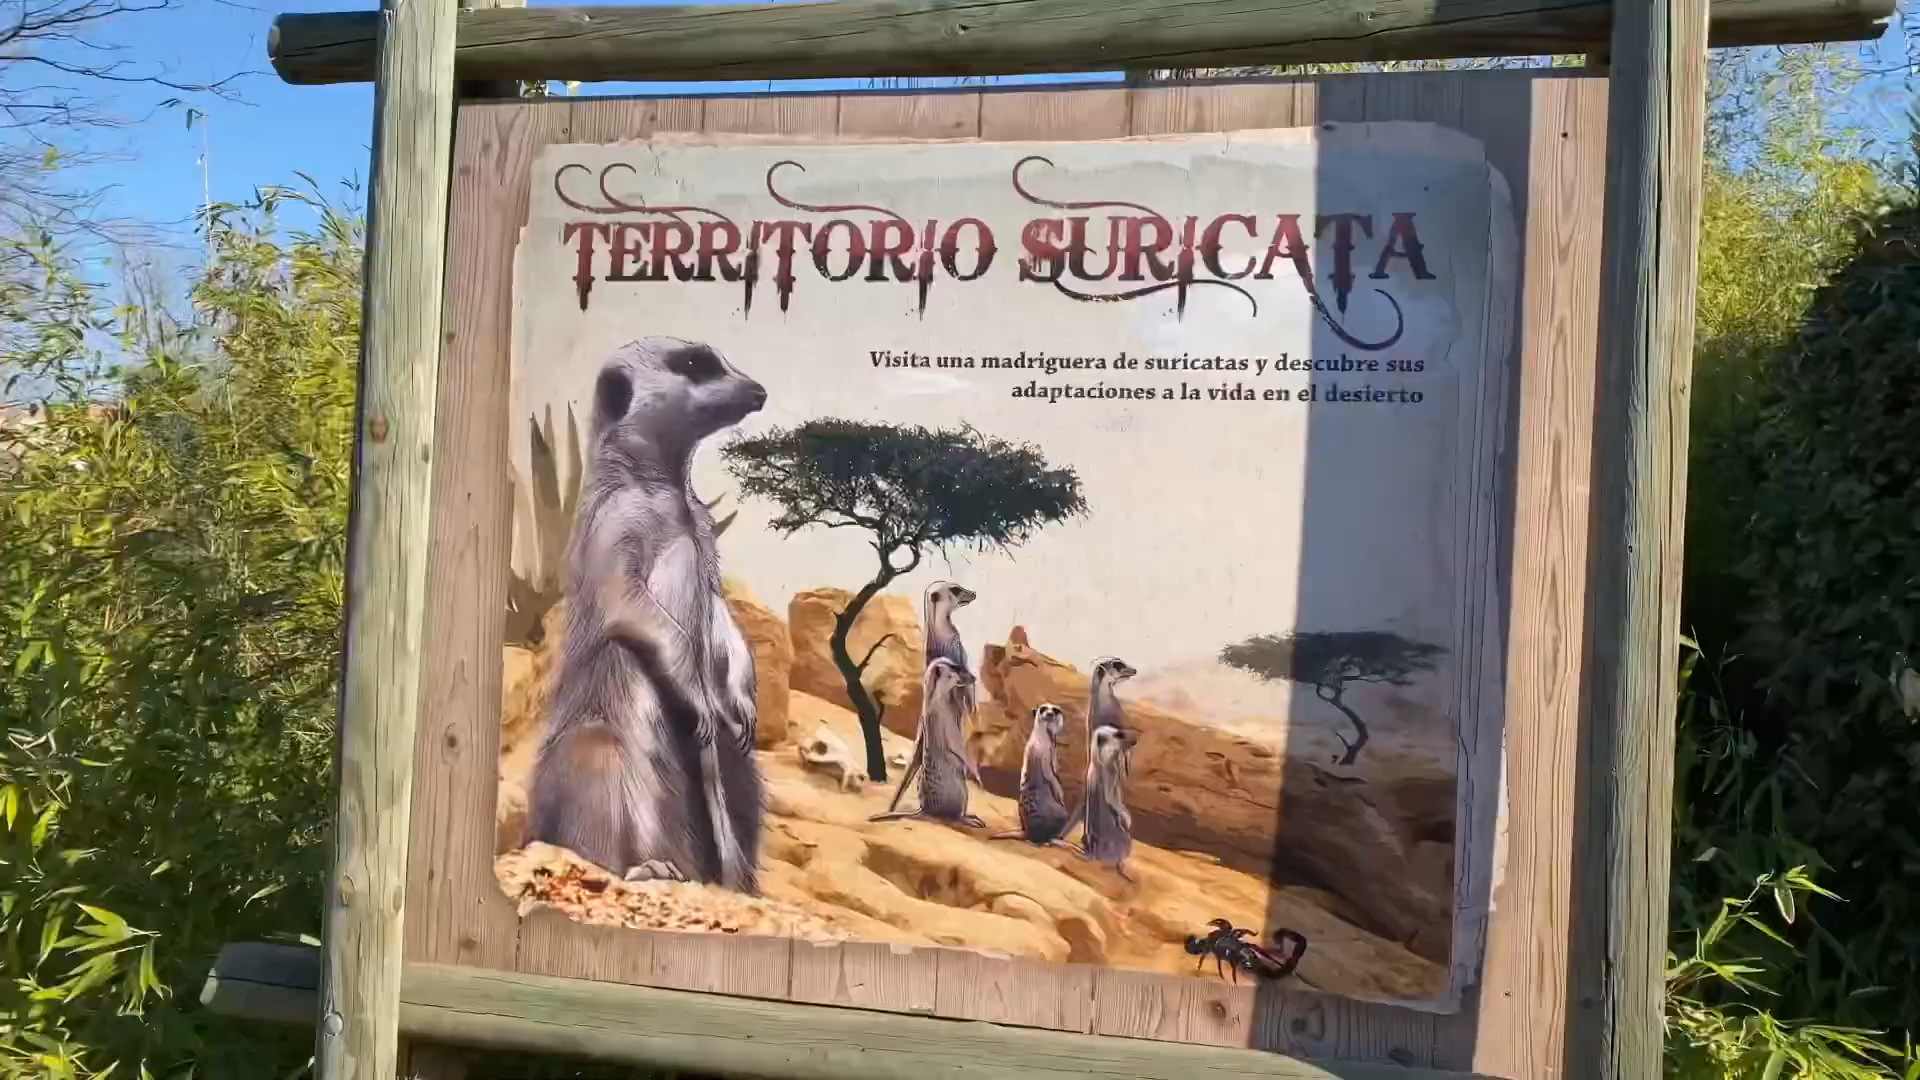 TERRITORIO SURICATA
Visita una madriguera de suricatas y descubre sus
adaptaciones a la vida en el desierto